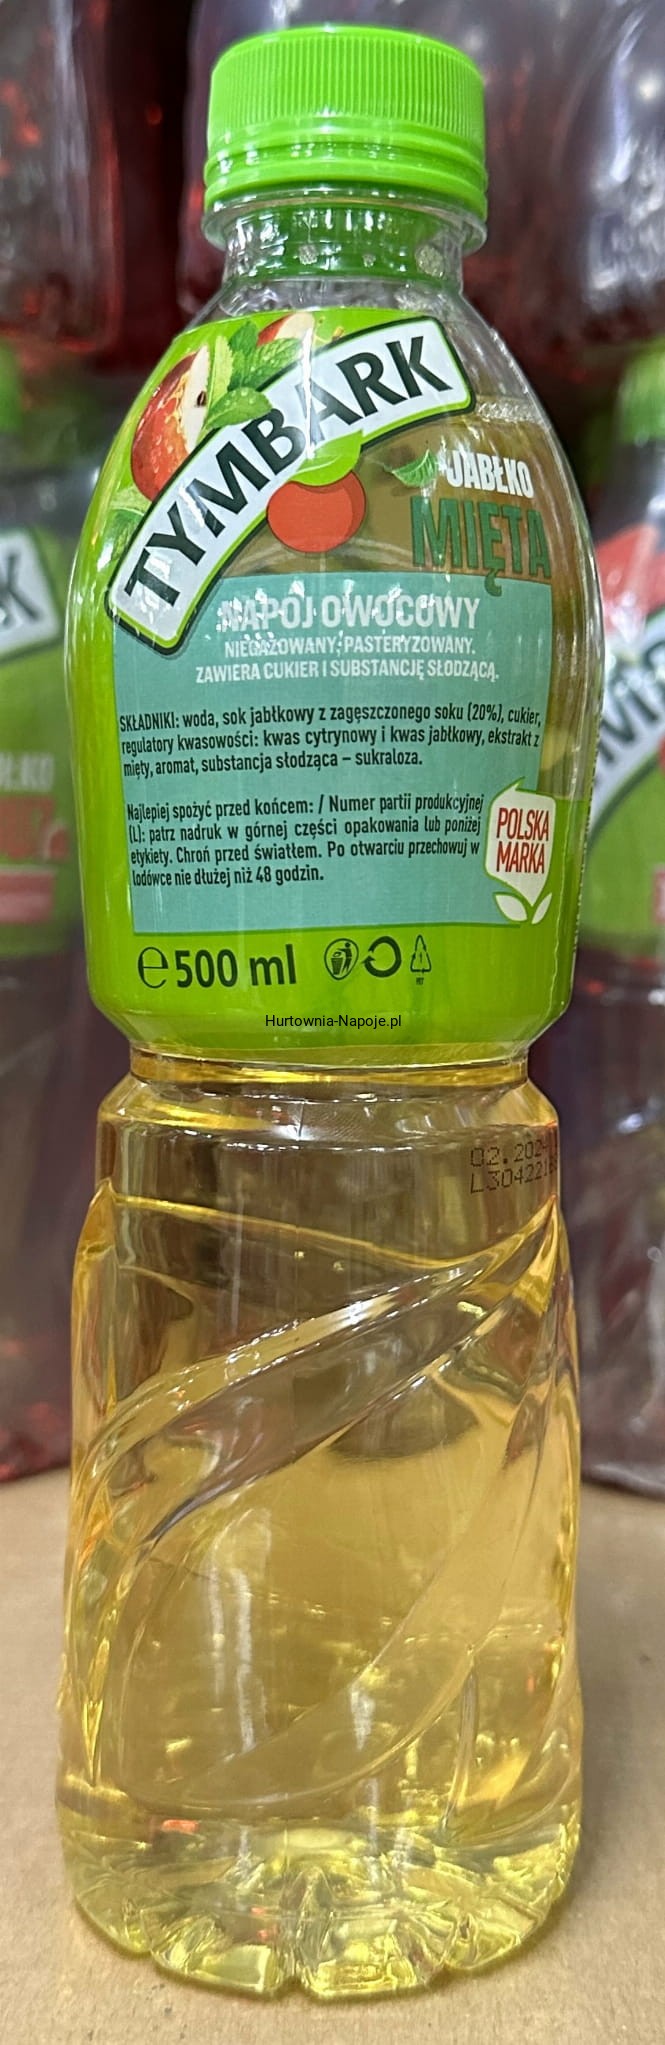 TYMBARK
JABŁKO
MIĘTA
NAPÓJ OWOCOWY
NIEGAZOWANY, PASTERYZOWANY.
ZAWIERA CUKIER I SUBSTANCJĘ SŁODZĄCĄ.
SKŁADNIKI: woda, sok jabłkowy z zagęszczonego soku (20%), cukier,
regulatory kwasowości: kwas cytrynowy i kwas jabłkowy, ekstrakt z
mięty, aromat, substancja słodząca – sukraloza.
Najlepiej spożyć przed końcem: / Numer partii produkcyjnej
(L): patrz nadruk w górnej części opakowania lub poniżej
etykiety. Chroń przed światłem. Po otwarciu przechowuj w
lodówce nie dłużej niż 48 godzin.
POLSKA
MARKA
℮ 500 ml
Hurtownia-Napoje.pl
02.2024